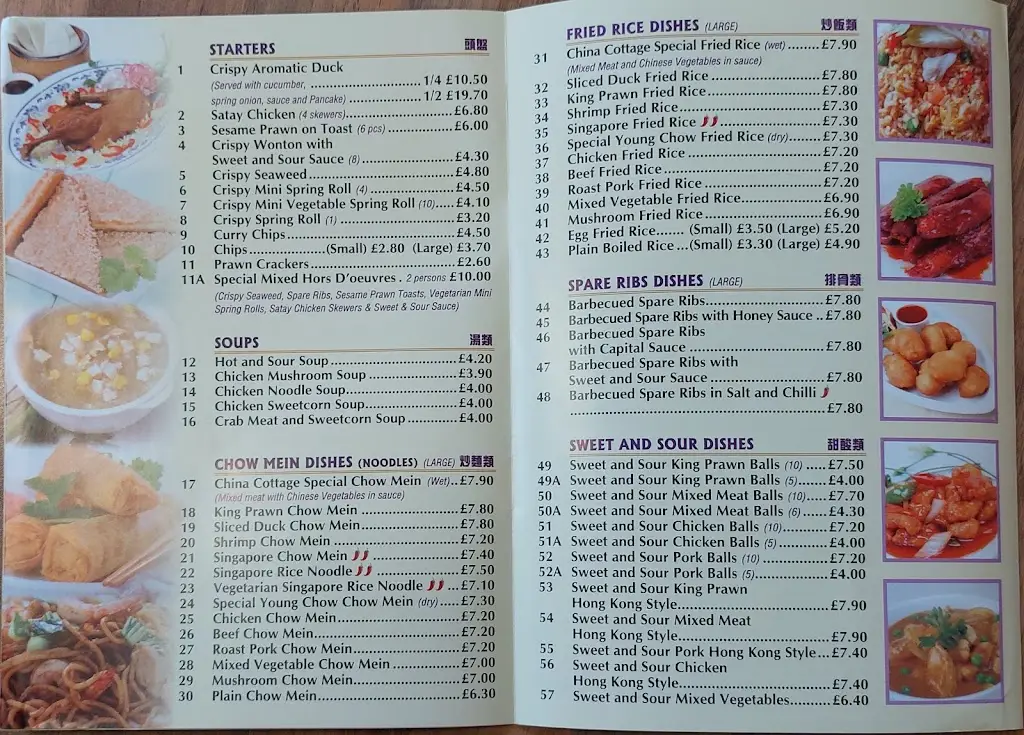 STARTERS 頭盤
1 Crispy Aromatic Duck
(Served with cucumber, ........................ 1/4 £10.50
spring onion, sauce and Pancake) ................ 1/2 £19.70
2 Satay Chicken (4 skewers)........................£6.80
3 Sesame Prawn on Toast (6 pcs) ................£6.00
4 Crispy Wonton with
Sweet and Sour Sauce (8)........................£4.30
5 Crispy Seaweed........................£4.80
6 Crispy Mini Spring Roll (4) ................£4.50
7 Crispy Mini Vegetable Spring Roll (10).....£4.10
8 Crispy Spring Roll (1) ........................£3.20
9 Curry Chips........................£4.50
10 Chips................(Small) £2.80 (Large) £3.70
11 Prawn Crackers........................£2.60
11A Special Mixed Hors D'oeuvres . 2 persons £10.00
(Crispy Seaweed, Spare Ribs, Sesame Prawn Toasts, Vegetarian Mini
Spring Rolls, Satay Chicken Skewers & Sweet & Sour Sauce)
SOUPS 湯類
12 Hot and Sour Soup........................£4.20
13 Chicken Mushroom Soup ................£3.90
14 Chicken Noodle Soup........................£4.00
15 Chicken Sweetcorn Soup................£4.00
16 Crab Meat and Sweetcorn Soup ............£4.00
CHOW MEIN DISHES (NOODLES) (LARGE) 炒麵類
17 China Cottage Special Chow Mein (Wet)..£7.90
(Mixed meat with Chinese Vegetables in sauce)
18 King Prawn Chow Mein ................£7.80
19 Sliced Duck Chow Mein................£7.80
20 Shrimp Chow Mein ........................£7.20
21 Singapore Chow Mein ................£7.40
22 Singapore Rice Noodle ................£7.50
23 Vegetarian Singapore Rice Noodle ...£7.10
24 Special Young Chow Chow Mein (dry)....£7.30
25 Chicken Chow Mein........................£7.20
26 Beef Chow Mein........................£7.20
27 Roast Pork Chow Mein................£7.20
28 Mixed Vegetable Chow Mein ............£7.00
29 Mushroom Chow Mein................£7.00
30 Plain Chow Mein........................£6.30
FRIED RICE DISHES (LARGE) 炒飯類
31 China Cottage Special Fried Rice (wet)........£7.90
(Mixed Meat and Chinese Vegetables in sauce)
32 Sliced Duck Fried Rice ................£7.80
33 King Prawn Fried Rice................£7.80
34 Shrimp Fried Rice ........................£7.30
35 Singapore Fried Rice ................£7.30
36 Special Young Chow Fried Rice (dry).....£7.30
37 Chicken Fried Rice ........................£7.20
38 Beef Fried Rice ........................£7.20
39 Roast Pork Fried Rice ................£7.20
40 Mixed Vegetable Fried Rice................£6.90
41 Mushroom Fried Rice ................£6.90
42 Egg Fried Rice....... (Small) £3.50 (Large) £5.20
43 Plain Boiled Rice ...(Small) £3.30 (Large) £4.90
SPARE RIBS DISHES (LARGE) 排骨類
44 Barbecued Spare Ribs........................£7.80
45 Barbecued Spare Ribs with Honey Sauce ..£7.80
46 Barbecued Spare Ribs
with Capital Sauce ........................£7.80
47 Barbecued Spare Ribs with
Sweet and Sour Sauce ................£7.80
48 Barbecued Spare Ribs in Salt and Chilli
................................................£7.80
SWEET AND SOUR DISHES 甜酸類
49 Sweet and Sour King Prawn Balls (10) .....£7.50
49A Sweet and Sour King Prawn Balls (5).......£4.00
50 Sweet and Sour Mixed Meat Balls (10).....£7.70
50A Sweet and Sour Mixed Meat Balls (6) ......£4.30
51 Sweet and Sour Chicken Balls (10)..........£7.20
51A Sweet and Sour Chicken Balls (5) ..........£4.00
52 Sweet and Sour Pork Balls (10) ............£7.20
52A Sweet and Sour Pork Balls (5)................£4.00
53 Sweet and Sour King Prawn
Hong Kong Style........................£7.90
54 Sweet and Sour Mixed Meat
Hong Kong Style........................£7.90
55 Sweet and Sour Pork Hong Kong Style...£7.40
56 Sweet and Sour Chicken
Hong Kong Style........................£7.40
57 Sweet and Sour Mixed Vegetables..........£6.40